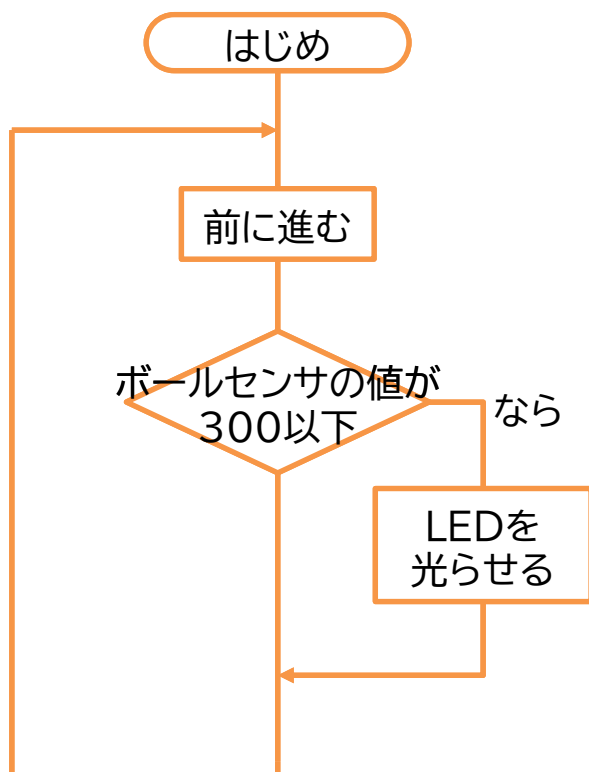 はじめ
前に進む
ボールセンサの値が
300以下
なら
LEDを
光らせる